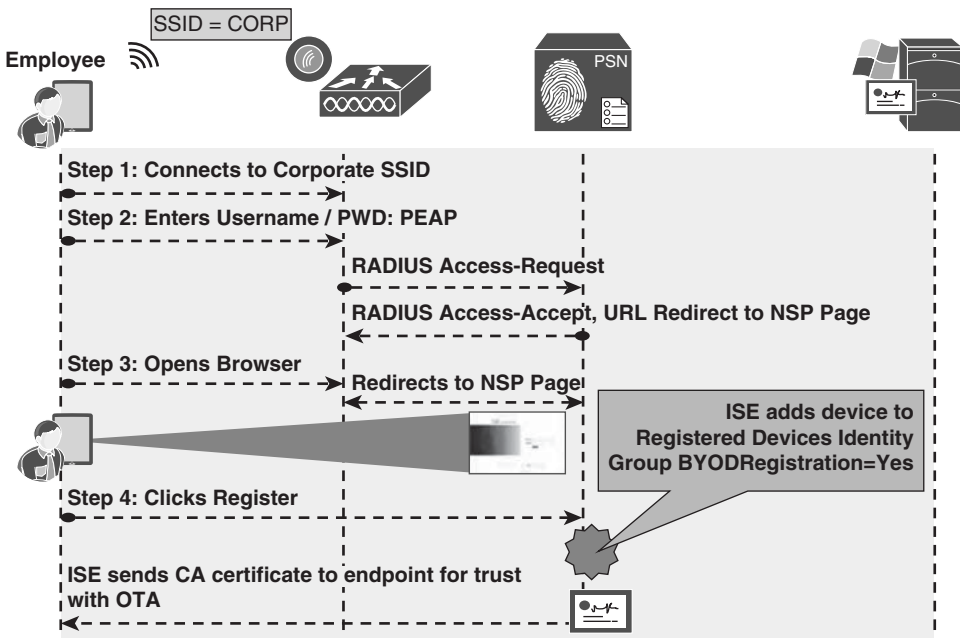 SSID = CORP
Employee
PSN
Step 1: Connects to Corporate SSID
Step 2: Enters Username / PWD: PEAP
RADIUS Access-Request
RADIUS Access-Accept, URL Redirect to NSP Page
Step 3: Opens Browser
Redirects to NSP Page
ISE adds device to
Registered Devices Identity
Group BYODRegistration=Yes
Step 4: Clicks Register
ISE sends CA certificate to endpoint for trust
with OTA